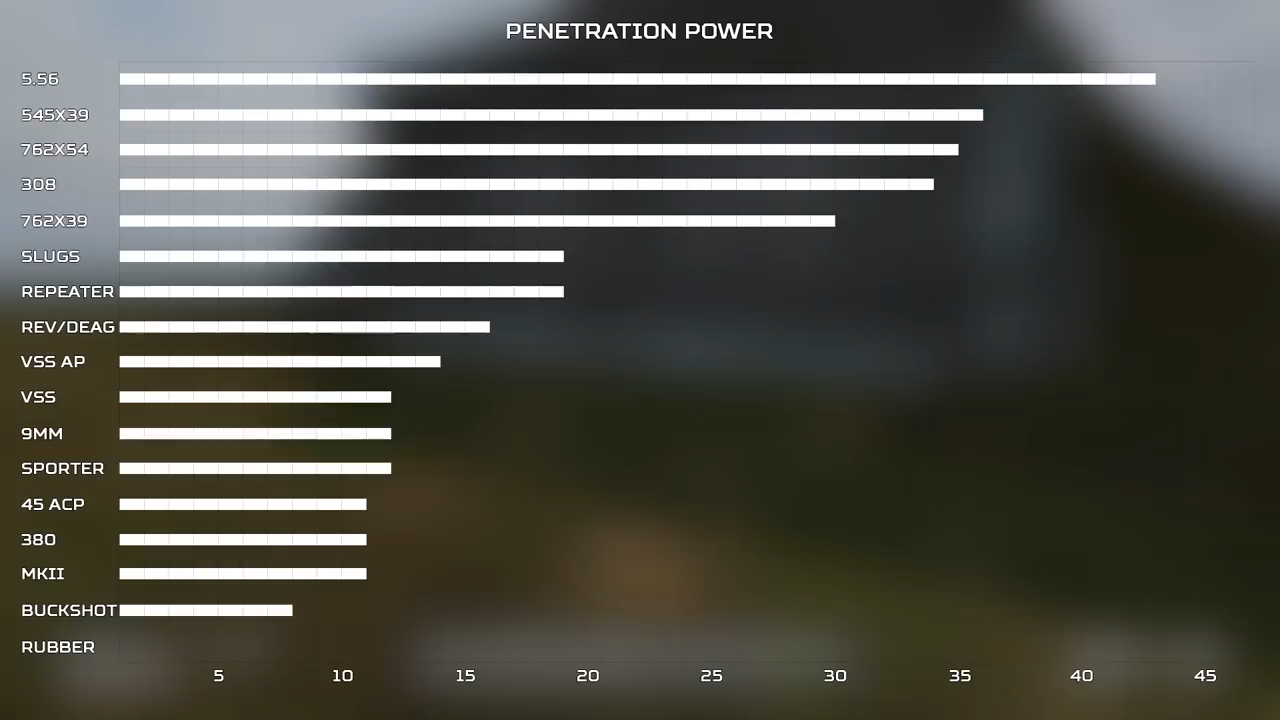 PENETRATION POWER
5.56
545X39
762X54
308
762X39
SLUGS
REPEATER
REV/DEAG
VSS AP
VSS
9MM
SPORTER
45 ACP
380
MKII
BUCKSHOT
RUBBER
5 10 15 20 25 30 35 40 45